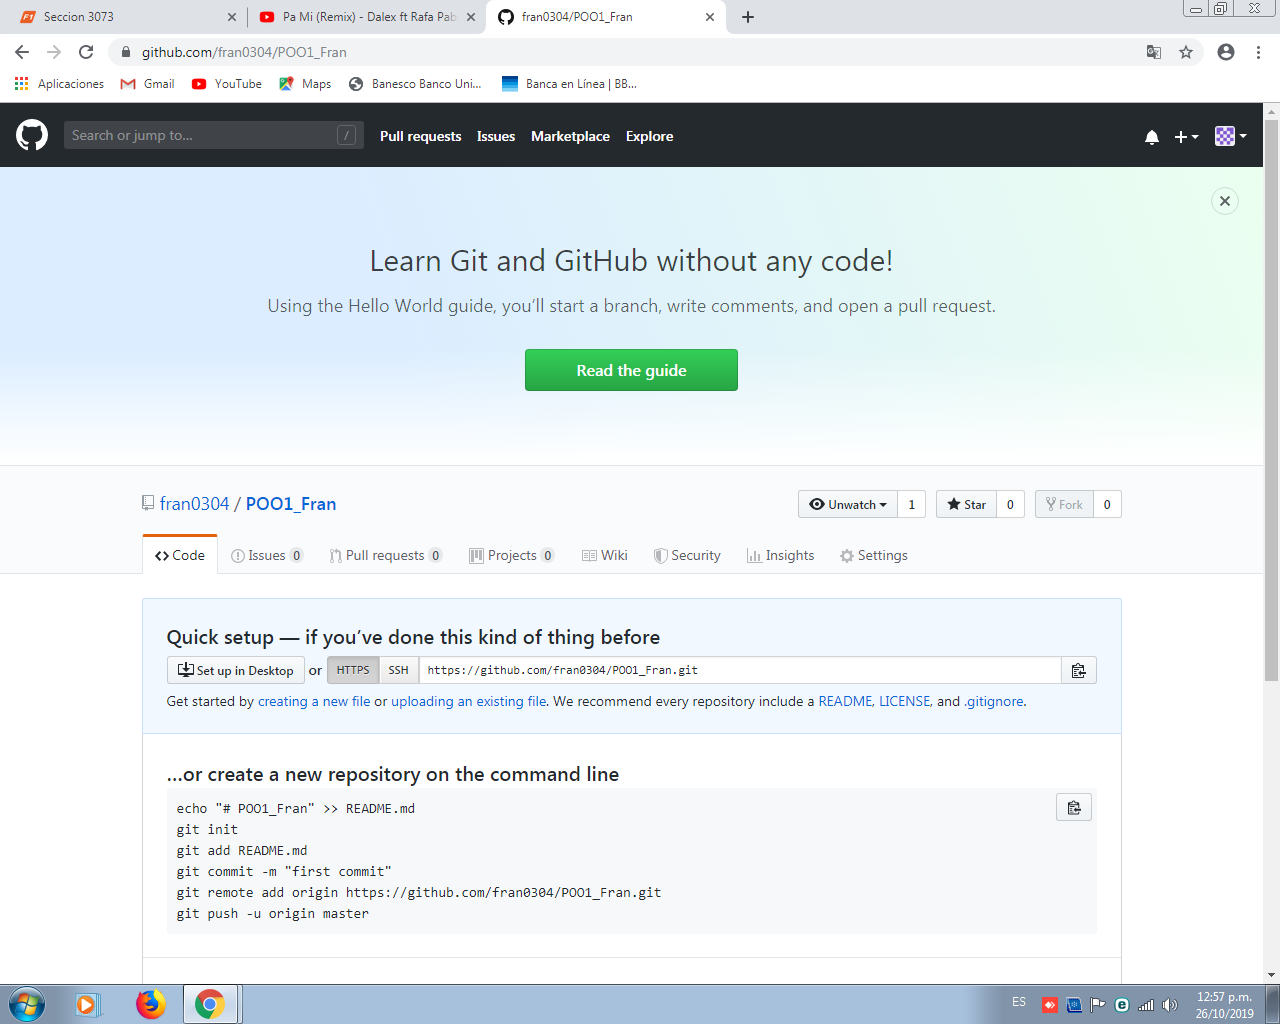 Seccion 3073
Pa Mi (Remix) - Dalex ft Rafa Pab
fran0304/POO1_Fran
github.com/fran0304/POO1_Fran
Aplicaciones
Gmail
YouTube
Maps
Banesco Banco Uni...
Banca en Línea | BB...
Search or jump to...
/
Pull requests
Issues
Marketplace
Explore
Learn Git and GitHub without any code!
Using the Hello World guide, you’ll start a branch, write comments, and open a pull request.
Read the guide
fran0304 / POO1_Fran
Unwatch 1
Star 0
Fork 0
Code
Issues 0
Pull requests 0
Projects 0
Wiki
Security
Insights
Settings
Quick setup — if you’ve done this kind of thing before
Set up in Desktop or HTTPS SSH https://github.com/fran0304/POO1_Fran.git
Get started by creating a new file or uploading an existing file. We recommend every repository include a README, LICENSE, and .gitignore.
...or create a new repository on the command line
echo "# POO1_Fran" >> README.md
git init
git add README.md
git commit -m "first commit"
git remote add origin https://github.com/fran0304/POO1_Fran.git
git push -u origin master
ES
12:57 p.m.
26/10/2019